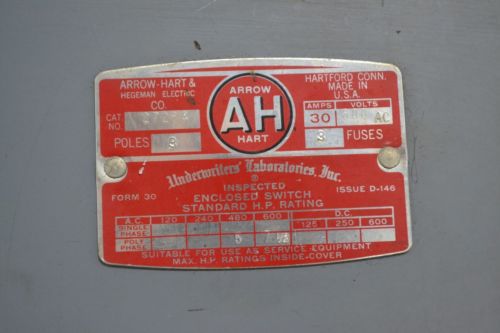 ARROW-HART &
HEGEMAN ELECTRIC
CO.
CAT.
NO.
POLES 3
ARROW
AH
HART
HARTFORD CONN.
MADE IN
U.S.A.
AMPS VOLTS
30 AC
3 FUSES
Underwriters' Laboratories, Inc.
®
INSPECTED
FORM 30 ENCLOSED SWITCH ISSUE D-146
STANDARD H.P. RATING
A.C. 120 240 480 600 D.C.
SINGLE PHASE 125 250 600
POLY PHASE
SUITABLE FOR USE AS SERVICE EQUIPMENT
MAX. H.P. RATINGS INSIDE COVER